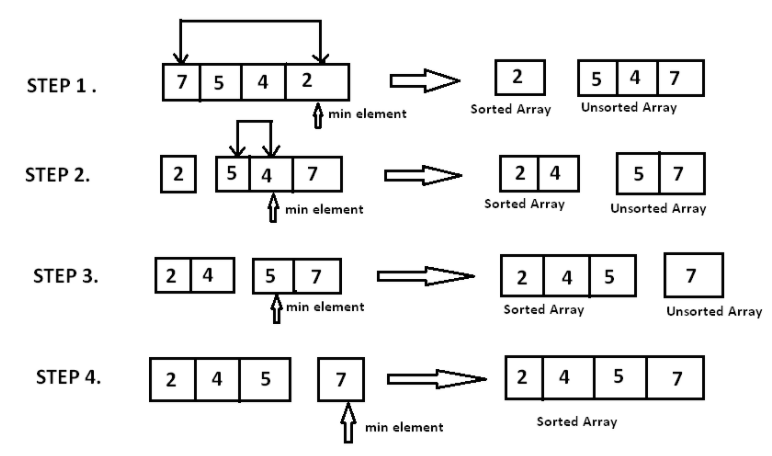 STEP 1 .
7 5 4 2
min element
2
Sorted Array
5 4 7
Unsorted Array
STEP 2.
2
5 4 7
min element
2 4
Sorted Array
5 7
Unsorted Array
STEP 3.
2 4
5 7
min element
2 4 5
Sorted Array
7
Unsorted Array
STEP 4.
2 4 5
7
min element
2 4 5 7
Sorted Array